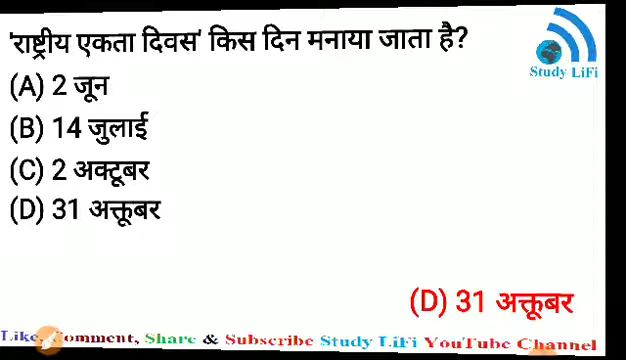 'राष्ट्रीय एकता दिवस' किस दिन मनाया जाता है?
Study LiFi
(A) 2 जून
(B) 14 जुलाई
(C) 2 अक्टूबर
(D) 31 अक्तूबर
(D) 31 अक्तूबर
Like, omment, Share & Subscribe Study LiFi YouTube Channel